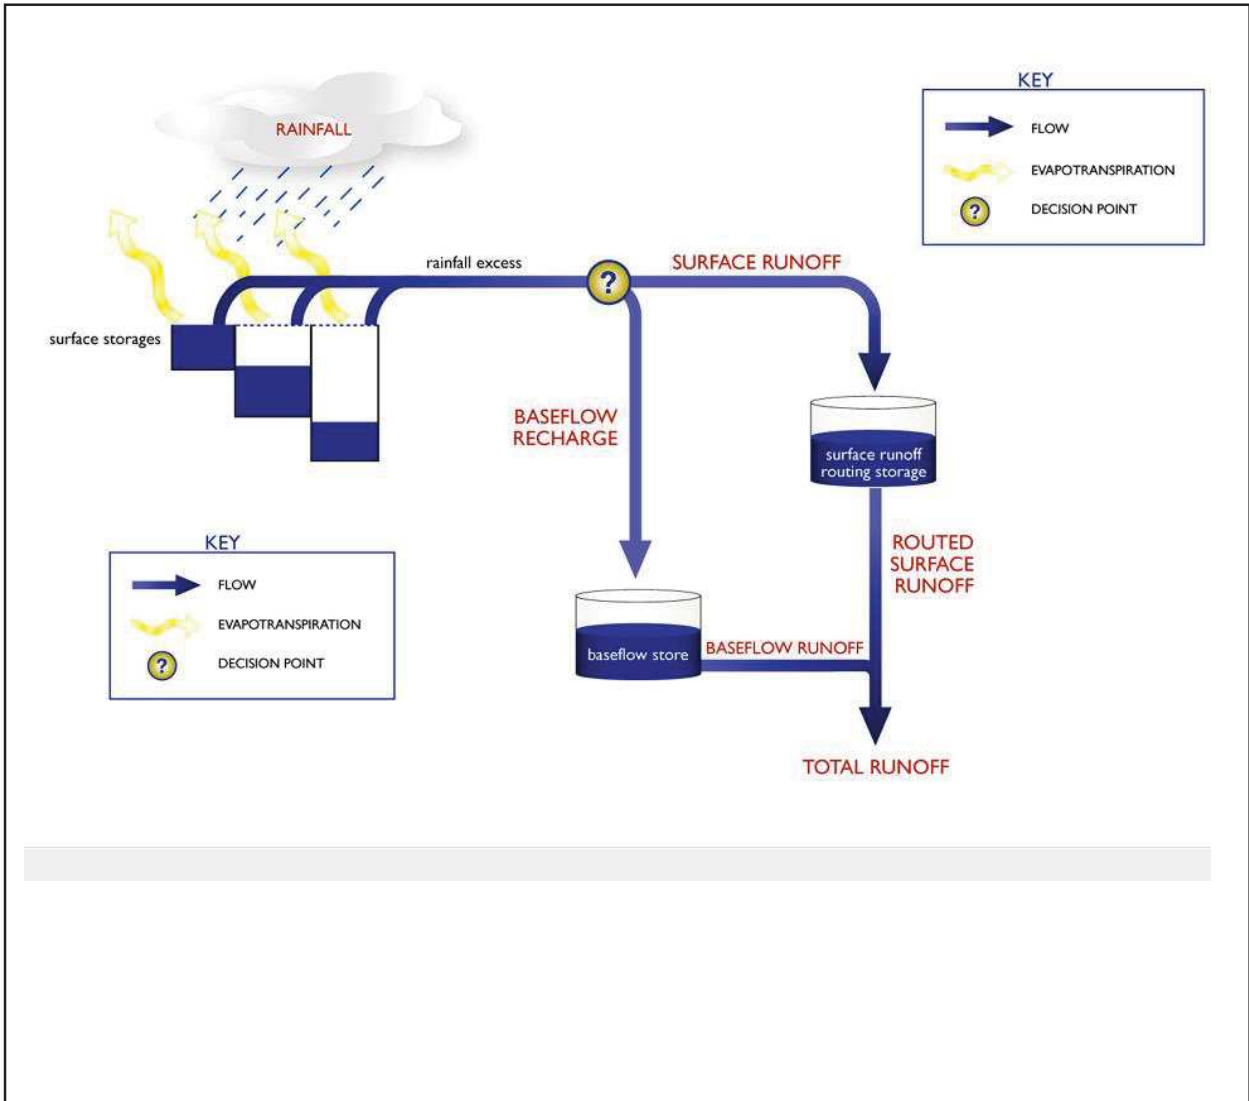 KEY
FLOW
EVAPOTRANSPIRATION
? DECISION POINT
RAINFALL
rainfall excess
?
SURFACE RUNOFF
surface storages
BASEFLOW
RECHARGE
surface runoff
routing storage
KEY
FLOW
EVAPOTRANSPIRATION
? DECISION POINT
ROUTED
SURFACE
RUNOFF
baseflow store
BASEFLOW RUNOFF
TOTAL RUNOFF